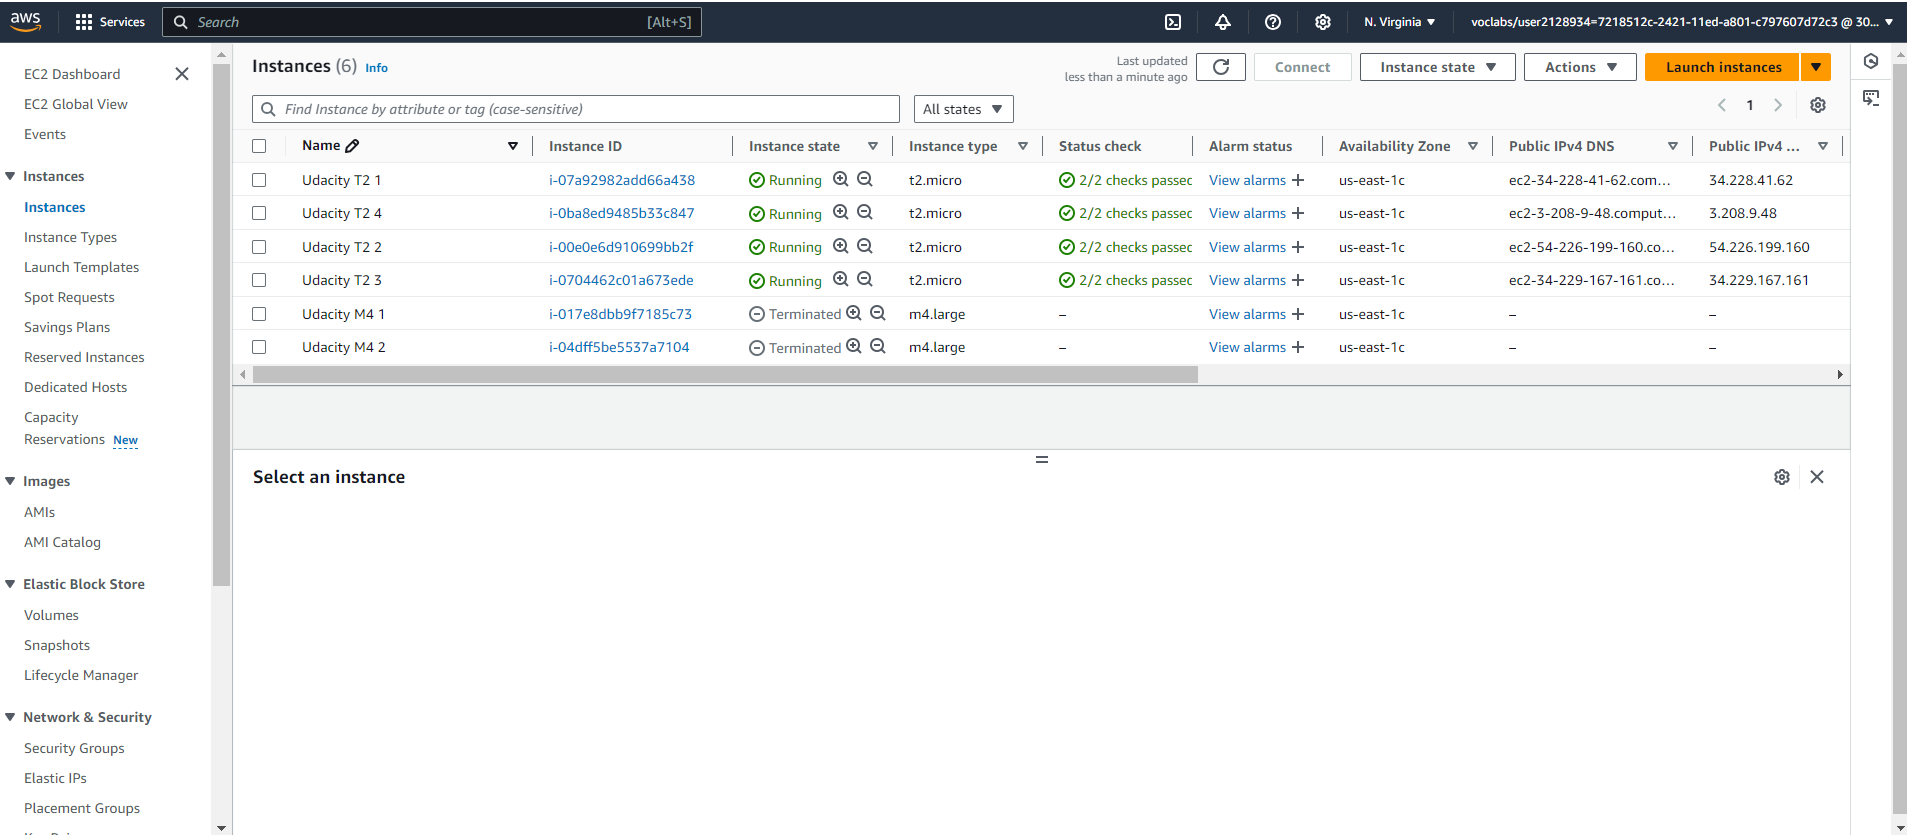 aws Services Search [Alt+S] N. Virginia voclabs/user2128934=7218512c-2421-11ed-a801-c797607d72c3 @ 30...
EC2 Dashboard
EC2 Global View
Events
Instances
Instances
Instance Types
Launch Templates
Spot Requests
Savings Plans
Reserved Instances
Dedicated Hosts
Capacity
Reservations New
Images
AMIs
AMI Catalog
Elastic Block Store
Volumes
Snapshots
Lifecycle Manager
Network & Security
Security Groups
Elastic IPs
Placement Groups
Instances (6) Info
Last updated
less than a minute ago
Connect Instance state Actions Launch instances
Find Instance by attribute or tag (case-sensitive) All states 1
Name Instance ID Instance state Instance type Status check Alarm status Availability Zone Public IPv4 DNS Public IPv4 ...
Udacity T2 1 i-07a92982add66a438 Running t2.micro 2/2 checks passec View alarms + us-east-1c ec2-34-228-41-62.com... 34.228.41.62
Udacity T2 4 i-0ba8ed9485b33c847 Running t2.micro 2/2 checks passec View alarms + us-east-1c ec2-3-208-9-48.comput... 3.208.9.48
Udacity T2 2 i-00e0e6d910699bb2f Running t2.micro 2/2 checks passec View alarms + us-east-1c ec2-54-226-199-160.co... 54.226.199.160
Udacity T2 3 i-0704462c01a673ede Running t2.micro 2/2 checks passec View alarms + us-east-1c ec2-34-229-167-161.co... 34.229.167.161
Udacity M4 1 i-017e8dbb9f7185c73 Terminated m4.large – View alarms + us-east-1c – –
Udacity M4 2 i-04dff5be5537a7104 Terminated m4.large – View alarms + us-east-1c – –
Select an instance